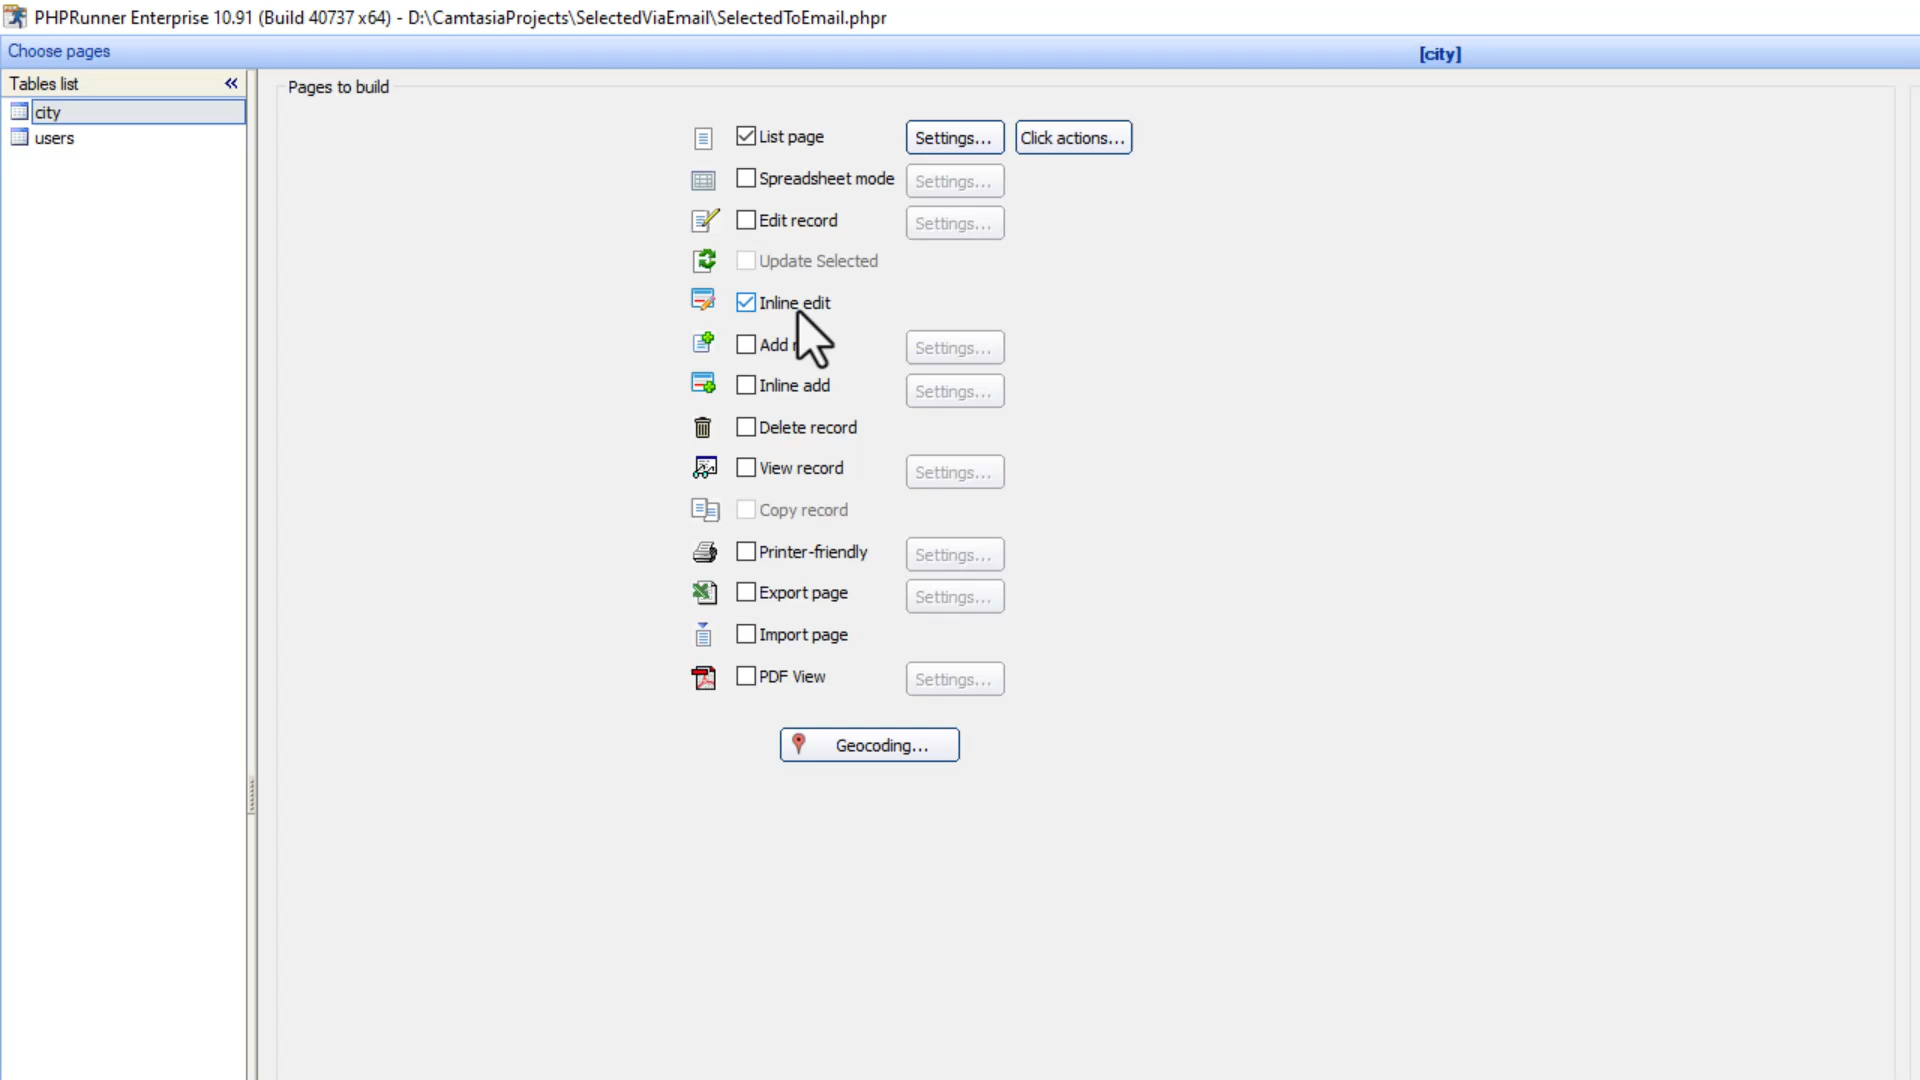 PHPRunner Enterprise 10.91 (Build 40737 x64) - D:\CamtasiaProjects\SelectedViaEmail\SelectedToEmail.phpr
Choose pages
[city]
Tables list
city
users
Pages to build
List page
Settings...
Click actions...
Spreadsheet mode
Settings...
Edit record
Settings...
Update Selected
Inline edit
Add
Settings...
Inline add
Settings...
Delete record
View record
Settings...
Copy record
Printer-friendly
Settings...
Export page
Settings...
Import page
PDF View
Settings...
Geocoding...